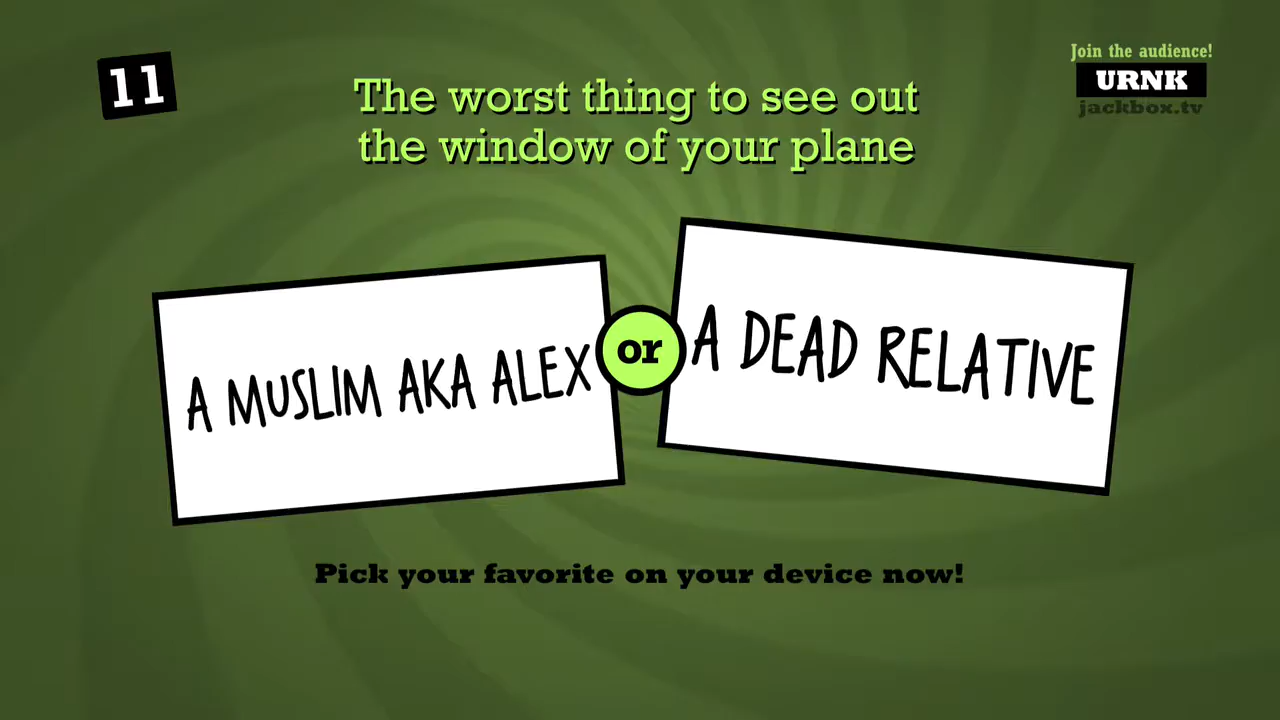 11
Join the audience!
URNK
jackbox.tv
The worst thing to see out
the window of your plane
A MUSLIM AKA ALEX
or
A DEAD RELATIVE
Pick your favorite on your device now!